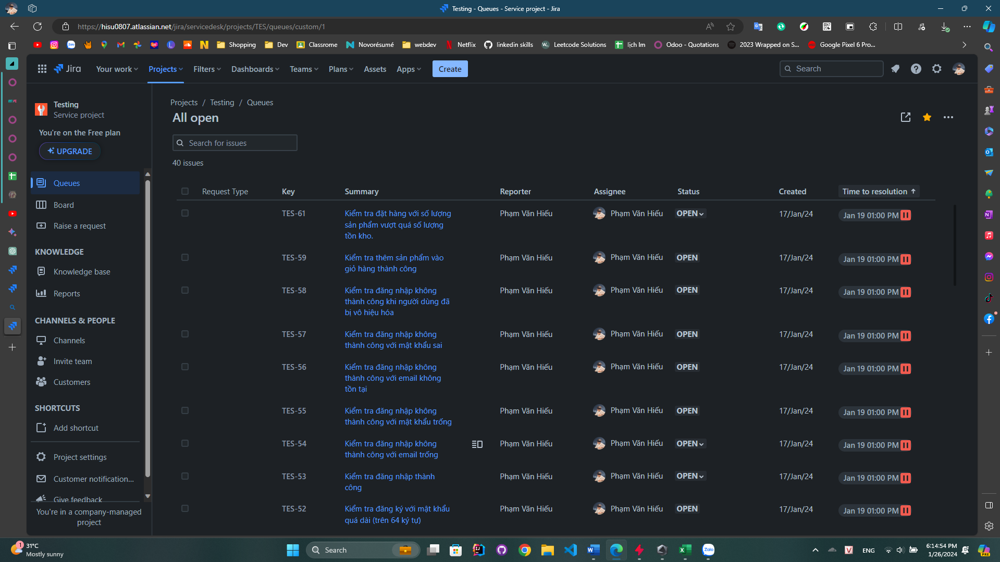 Testing - Queues - Service project - Jira
https://hisu0807.atlassian.net/jira/servicedesk/projects/TES/queues/custom/1
Shopping
Dev
Classrome
Novorésumé
webdev
Netflix
linkedin skills
Leetcode Solutions
lịch lm
Odoo - Quotations
2023 Wrapped on S...
Google Pixel 6 Pro...
Jira
Your work
Projects
Filters
Dashboards
Teams
Plans
Assets
Apps
Create
Search
Testing
Service project
You're on the Free plan
UPGRADE
Queues
Board
Raise a request
KNOWLEDGE
Knowledge base
Reports
CHANNELS & PEOPLE
Channels
Invite team
Customers
SHORTCUTS
Add shortcut
Project settings
Customer notification...
Give feedback
You're in a company-managed
project
Projects / Testing / Queues
All open
Search for issues
40 issues
Request Type Key Summary Reporter Assignee Status Created Time to resolution ↑
TES-61 Kiểm tra đặt hàng với số lượng Phạm Văn Hiếu Phạm Văn Hiếu OPEN 17/Jan/24 Jan 19 01:00 PM
sản phẩm vượt quá số lượng
tồn kho.
TES-59 Kiểm tra thêm sản phẩm vào Phạm Văn Hiếu Phạm Văn Hiếu OPEN 17/Jan/24 Jan 19 01:00 PM
giỏ hàng thành công
TES-58 Kiểm tra đăng nhập không Phạm Văn Hiếu Phạm Văn Hiếu OPEN 17/Jan/24 Jan 19 01:00 PM
thành công khi người dùng đã
bị vô hiệu hóa
TES-57 Kiểm tra đăng nhập không Phạm Văn Hiếu Phạm Văn Hiếu OPEN 17/Jan/24 Jan 19 01:00 PM
thành công với mật khẩu sai
TES-56 Kiểm tra đăng nhập không Phạm Văn Hiếu Phạm Văn Hiếu OPEN 17/Jan/24 Jan 19 01:00 PM
thành công với email không
tồn tại
TES-55 Kiểm tra đăng nhập không Phạm Văn Hiếu Phạm Văn Hiếu OPEN 17/Jan/24 Jan 19 01:00 PM
thành công với mật khẩu trống
TES-54 Kiểm tra đăng nhập không Phạm Văn Hiếu Phạm Văn Hiếu OPEN 17/Jan/24 Jan 19 01:00 PM
thành công với email trống
TES-53 Kiểm tra đăng nhập thành Phạm Văn Hiếu Phạm Văn Hiếu OPEN 17/Jan/24 Jan 19 01:00 PM
công
TES-52 Kiểm tra đăng ký với mật khẩu Phạm Văn Hiếu Phạm Văn Hiếu OPEN 17/Jan/24 Jan 19 01:00 PM
quá dài (trên 64 ký tự)
1
31°C
Mostly sunny
Search
ENG
6:14:54 PM
1/26/2024